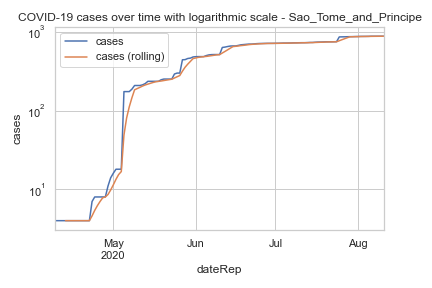 COVID-19 cases over time with logarithmic scale - Sao_Tome_and_Principe
cases
cases (rolling)
10³
10²
10¹
cases
May
2020
Jun
Jul
Aug
dateRep